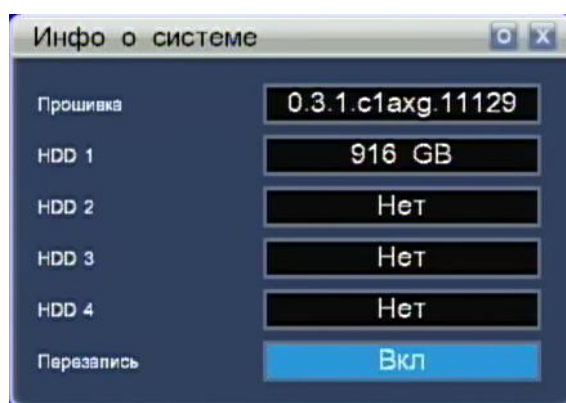 Инфо о системе
Прошивка 0.3.1.c1axg.11129
HDD 1 916 GB
HDD 2 Нет
HDD 3 Нет
HDD 4 Нет
Перезапись Вкл